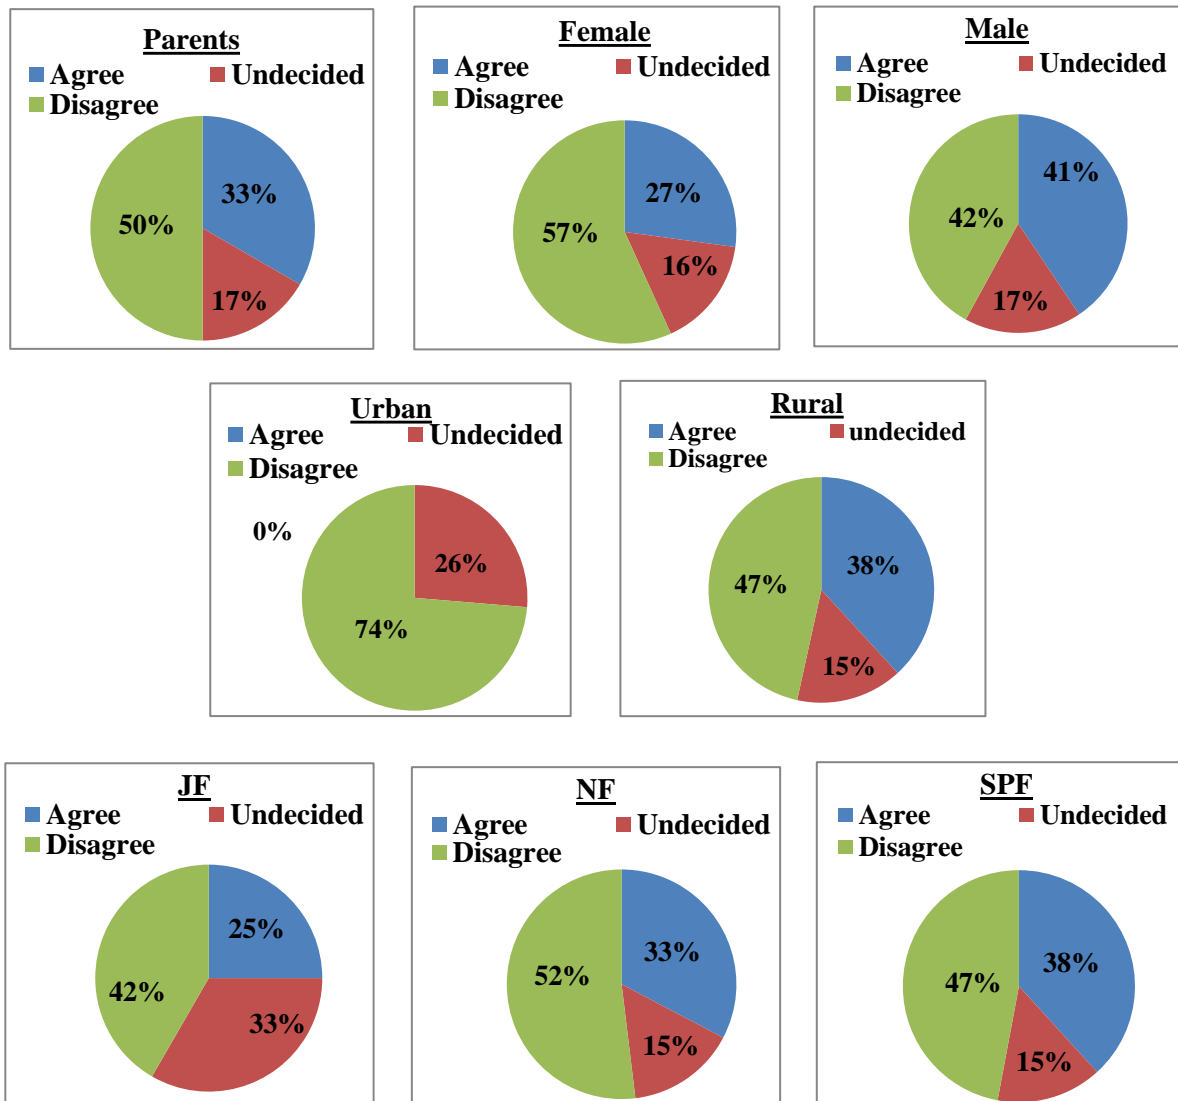 Parents
Agree Undecided
Disagree
33%
50%
17%
Female
Agree Undecided
Disagree
27%
57%
16%
Male
Agree Undecided
Disagree
41%
42%
17%
Urban
Agree Undecided
Disagree
0%
26%
74%
Rural
Agree undecided
Disagree
38%
47%
15%
JF
Agree Undecided
Disagree
25%
42%
33%
NF
Agree Undecided
Disagree
33%
52%
15%
SPF
Agree Undecided
Disagree
38%
47%
15%